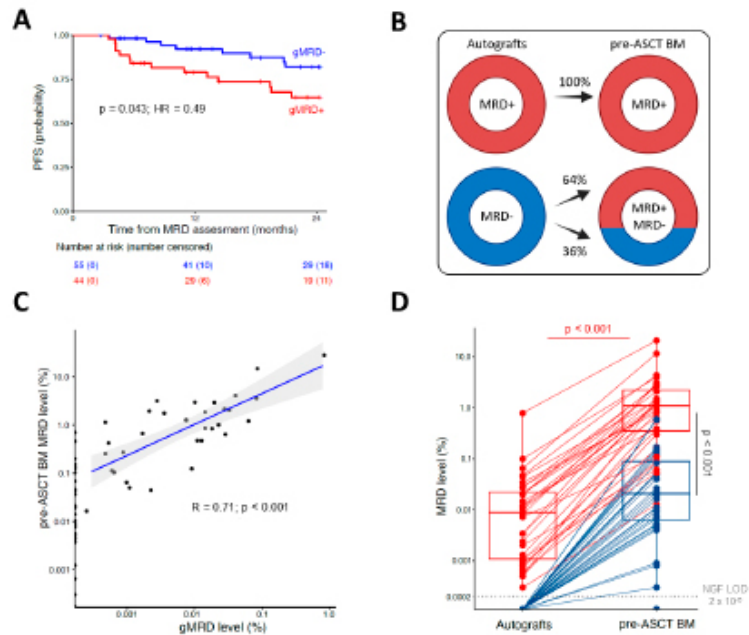 A
1.00
gMRD-
0.75
gMRD+
p = 0.043; HR = 0.49
0.50
0.25
0.00
PFS (probability)
0
12
24
Time from MRD assesment (months)
Number at risk (number censored)
55 (0)
41 (10)
29 (18)
44 (0)
29 (6)
19 (11)
B
Autografts
pre-ASCT BM
100%
MRD+
MRD+
64%
MRD-
MRD+
MRD-
36%
C
pre-ASCT BM MRD level (%)
10.0
1.0
0.1
0.01
0.001
R = 0.71; p < 0.001
0.001
0.01
0.1
1.0
gMRD level (%)
D
p < 0.001
10.0
1.0
0.1
0.01
0.001
0.0002
MRD level (%)
p < 0.001
NGF LOD
Autografts
pre-ASCT BM